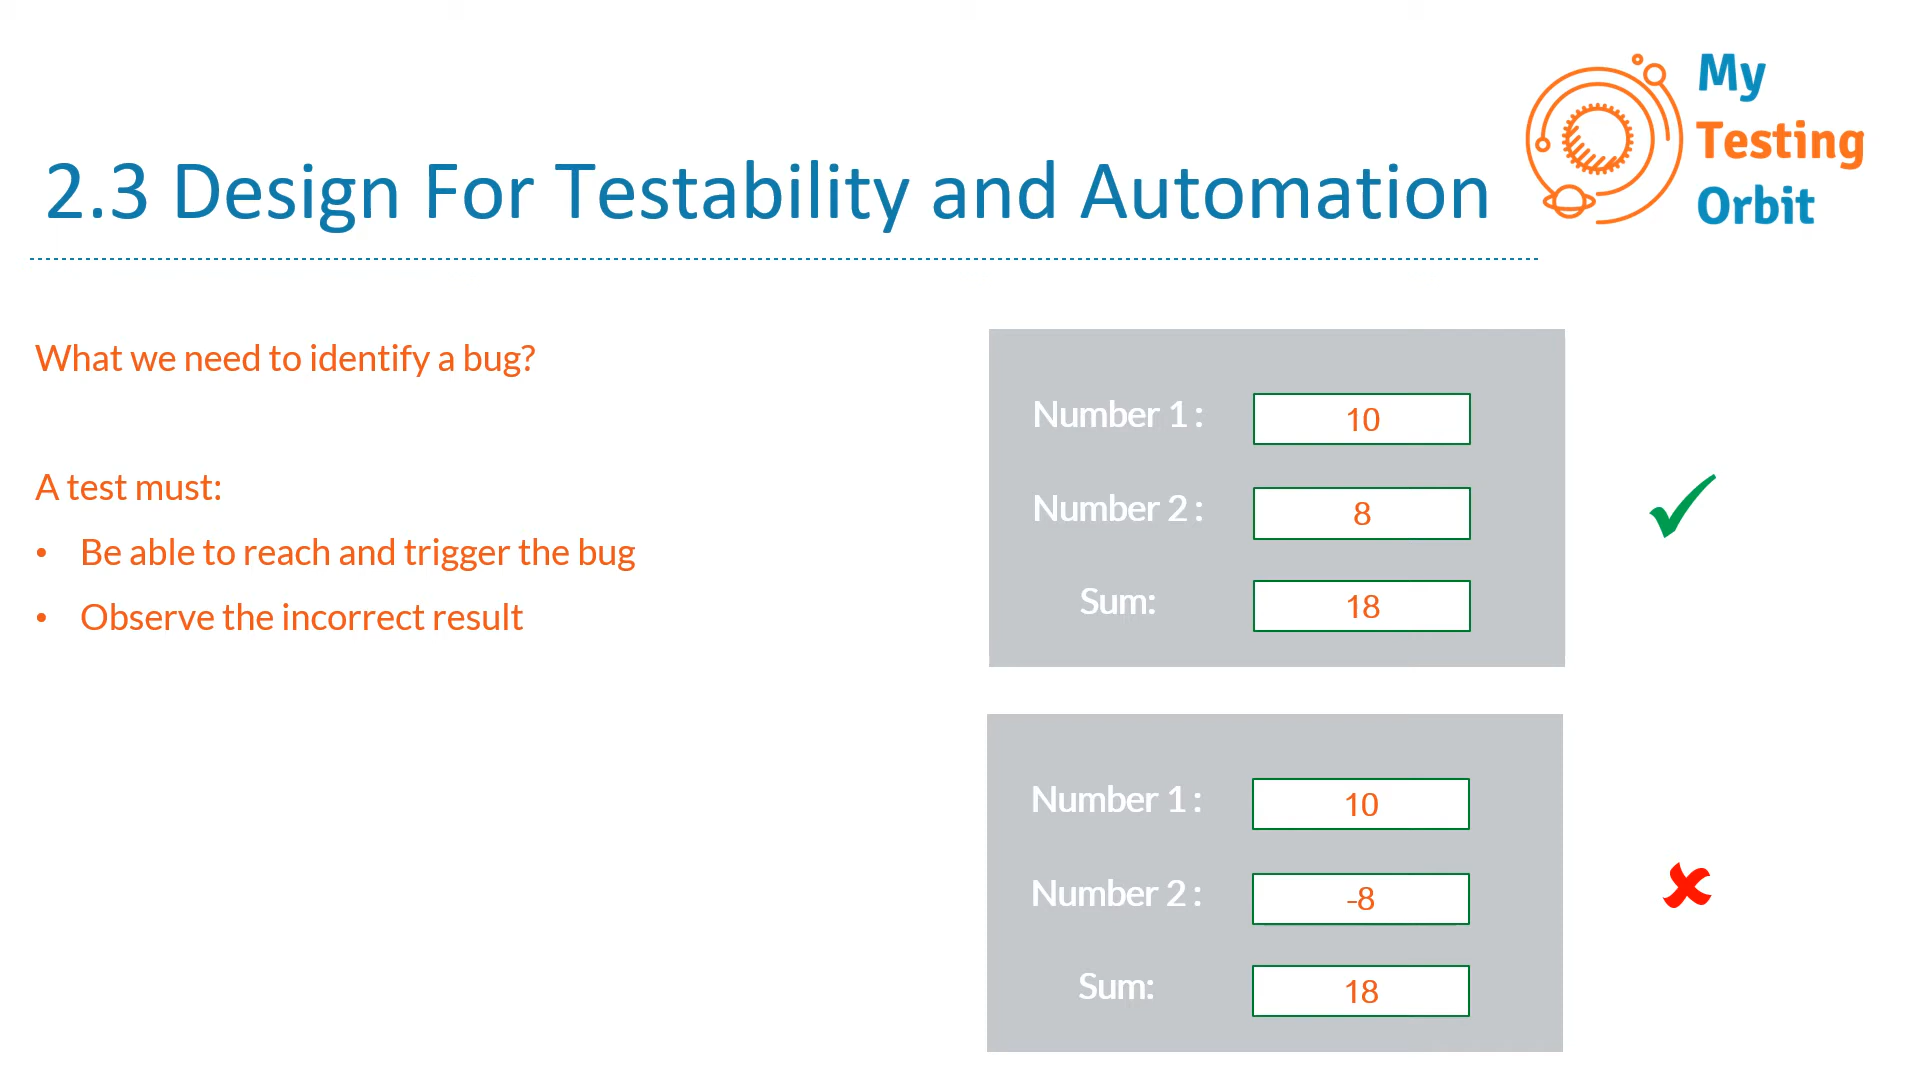 My
Testing
Orbit
2.3 Design For Testability and Automation
What we need to identify a bug?
A test must:
• Be able to reach and trigger the bug
• Observe the incorrect result
Number 1 : 10
Number 2 : 8
Sum: 18
Number 1 : 10
Number 2 : -8
Sum: 18